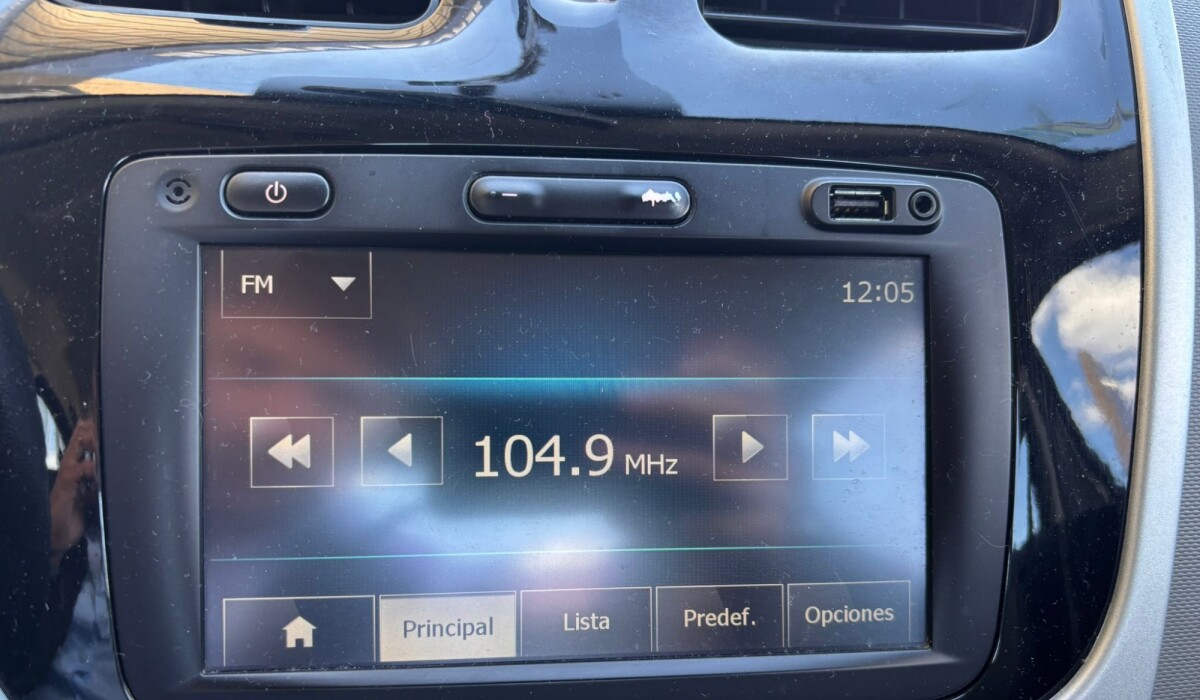 FM
12:05
104.9 MHz
Principal
Lista
Predef.
Opciones